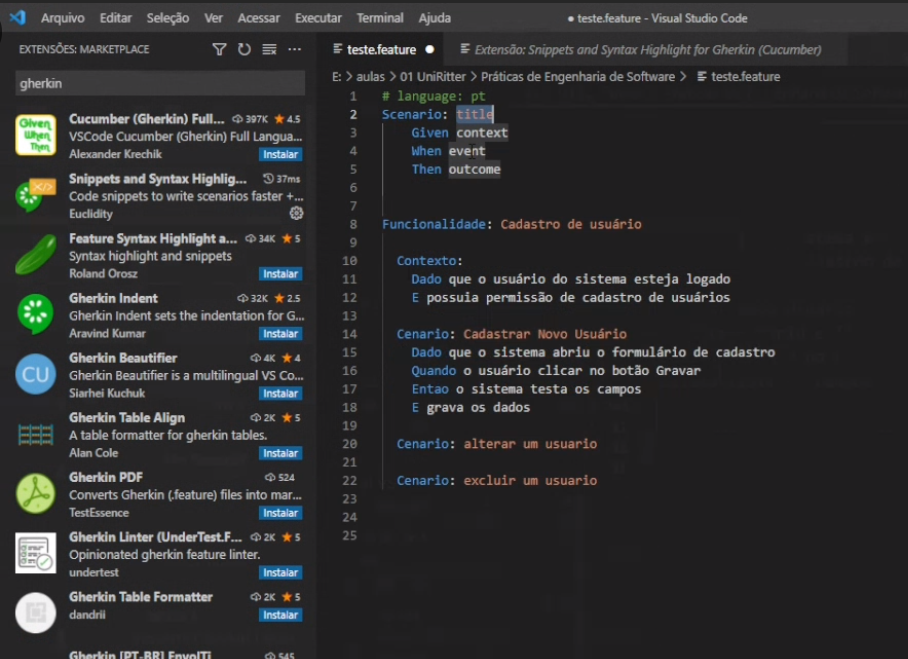 Arquivo Editar Seleção Ver Acessar Executar Terminal Ajuda
● teste.feature - Visual Studio Code
EXTENSÕES: MARKETPLACE
gherkin
Cucumber (Gherkin) Full... 397K ★ 4.5
VSCode Cucumber (Gherkin) Full Langua...
Alexander Krechik Instalar
Snippets and Syntax Highlig... 37ms
Code snippets to write scenarios faster +...
Euclidity
Feature Syntax Highlight a... 34K ★ 5
Syntax highlight and snippets
Roland Orosz Instalar
Gherkin Indent 32K ★ 2.5
Gherkin Indent sets the indentation for G...
Aravind Kumar Instalar
CU
Gherkin Beautifier 4K ★ 4
Gherkin Beautifier is a multilingual VS Co...
Siarhei Kuchuk Instalar
Gherkin Table Align 2K ★ 5
A table formatter for gherkin tables.
Alan Cole Instalar
Gherkin PDF 524
Converts Gherkin (.feature) files into mar...
TestEssence Instalar
Gherkin Linter (UnderTest.F... 2K ★ 5
Opinionated gherkin feature linter.
undertest Instalar
Gherkin Table Formatter 2K ★ 5
dandrii Instalar
Gherkin [PT-BR] EnvolTi 545
Given When Then
teste.feature ●
Extensão: Snippets and Syntax Highlight for Gherkin (Cucumber)
E: > aulas > 01 UniRitter > Práticas de Engenharia de Software > teste.feature
1 # language: pt
2 Scenario: title
3 Given context
4 When event
5 Then outcome
6
7
8 Funcionalidade: Cadastro de usuário
9
10 Contexto:
11 Dado que o usuário do sistema esteja logado
12 E possuia permissão de cadastro de usuários
13
14 Cenario: Cadastrar Novo Usuário
15 Dado que o sistema abriu o formulário de cadastro
16 Quando o usuário clicar no botão Gravar
17 Entao o sistema testa os campos
18 E grava os dados
19
20 Cenario: alterar um usuario
21
22 Cenario: excluir um usuario
23
24
25